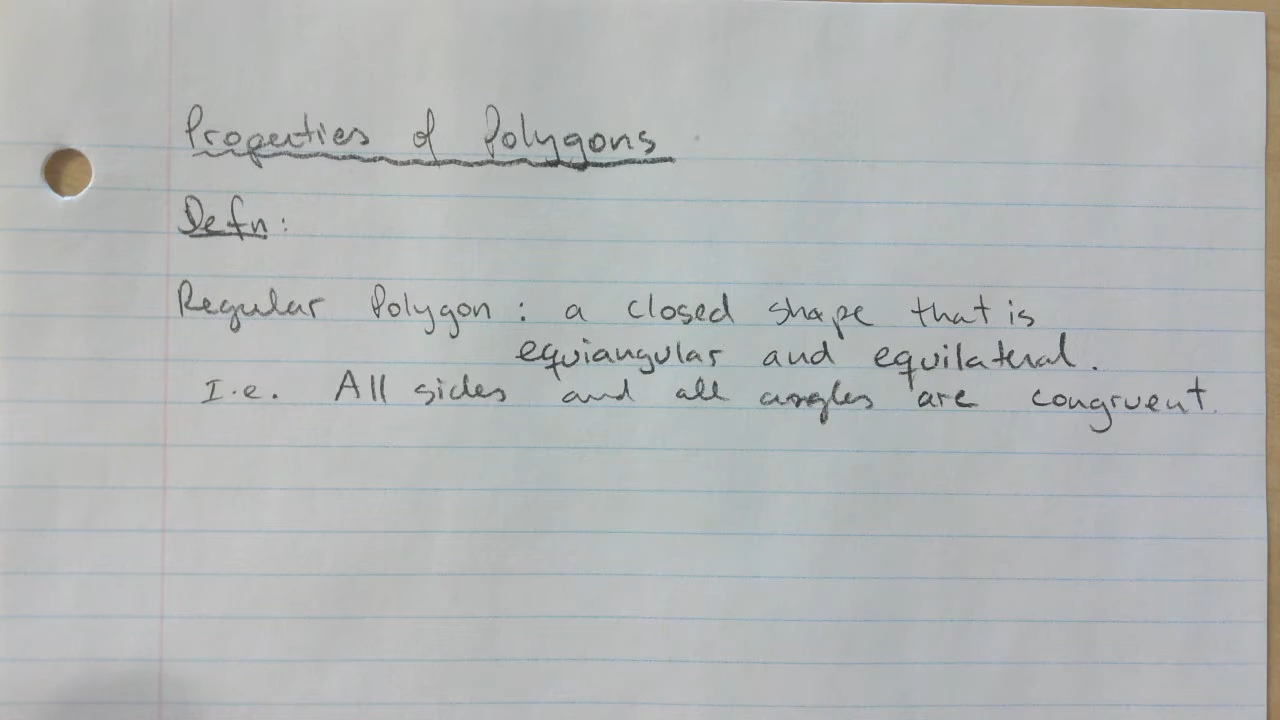 Properties of Polygons
Defn:
Regular Polygon: a closed shape that is
equiangular and equilateral.
I.e. All sides and all angles are congruent.